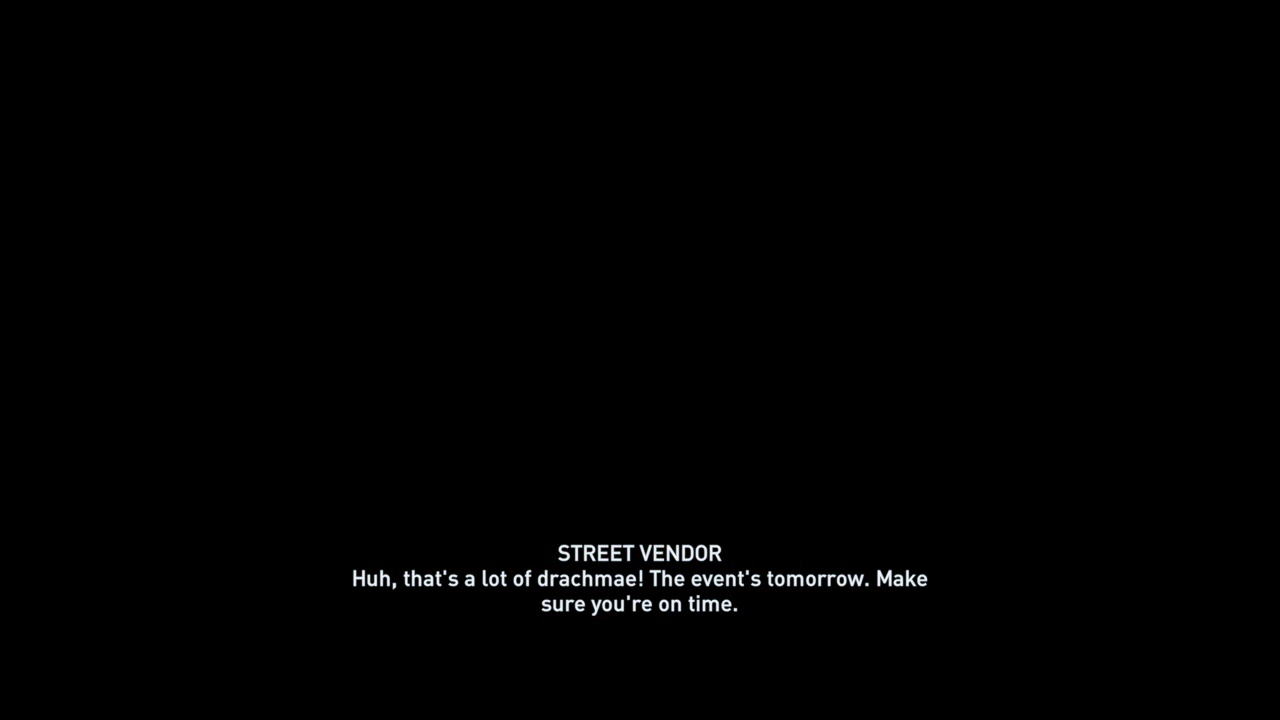 STREET VENDOR
Huh, that's a lot of drachmae! The event's tomorrow. Make
sure you're on time.